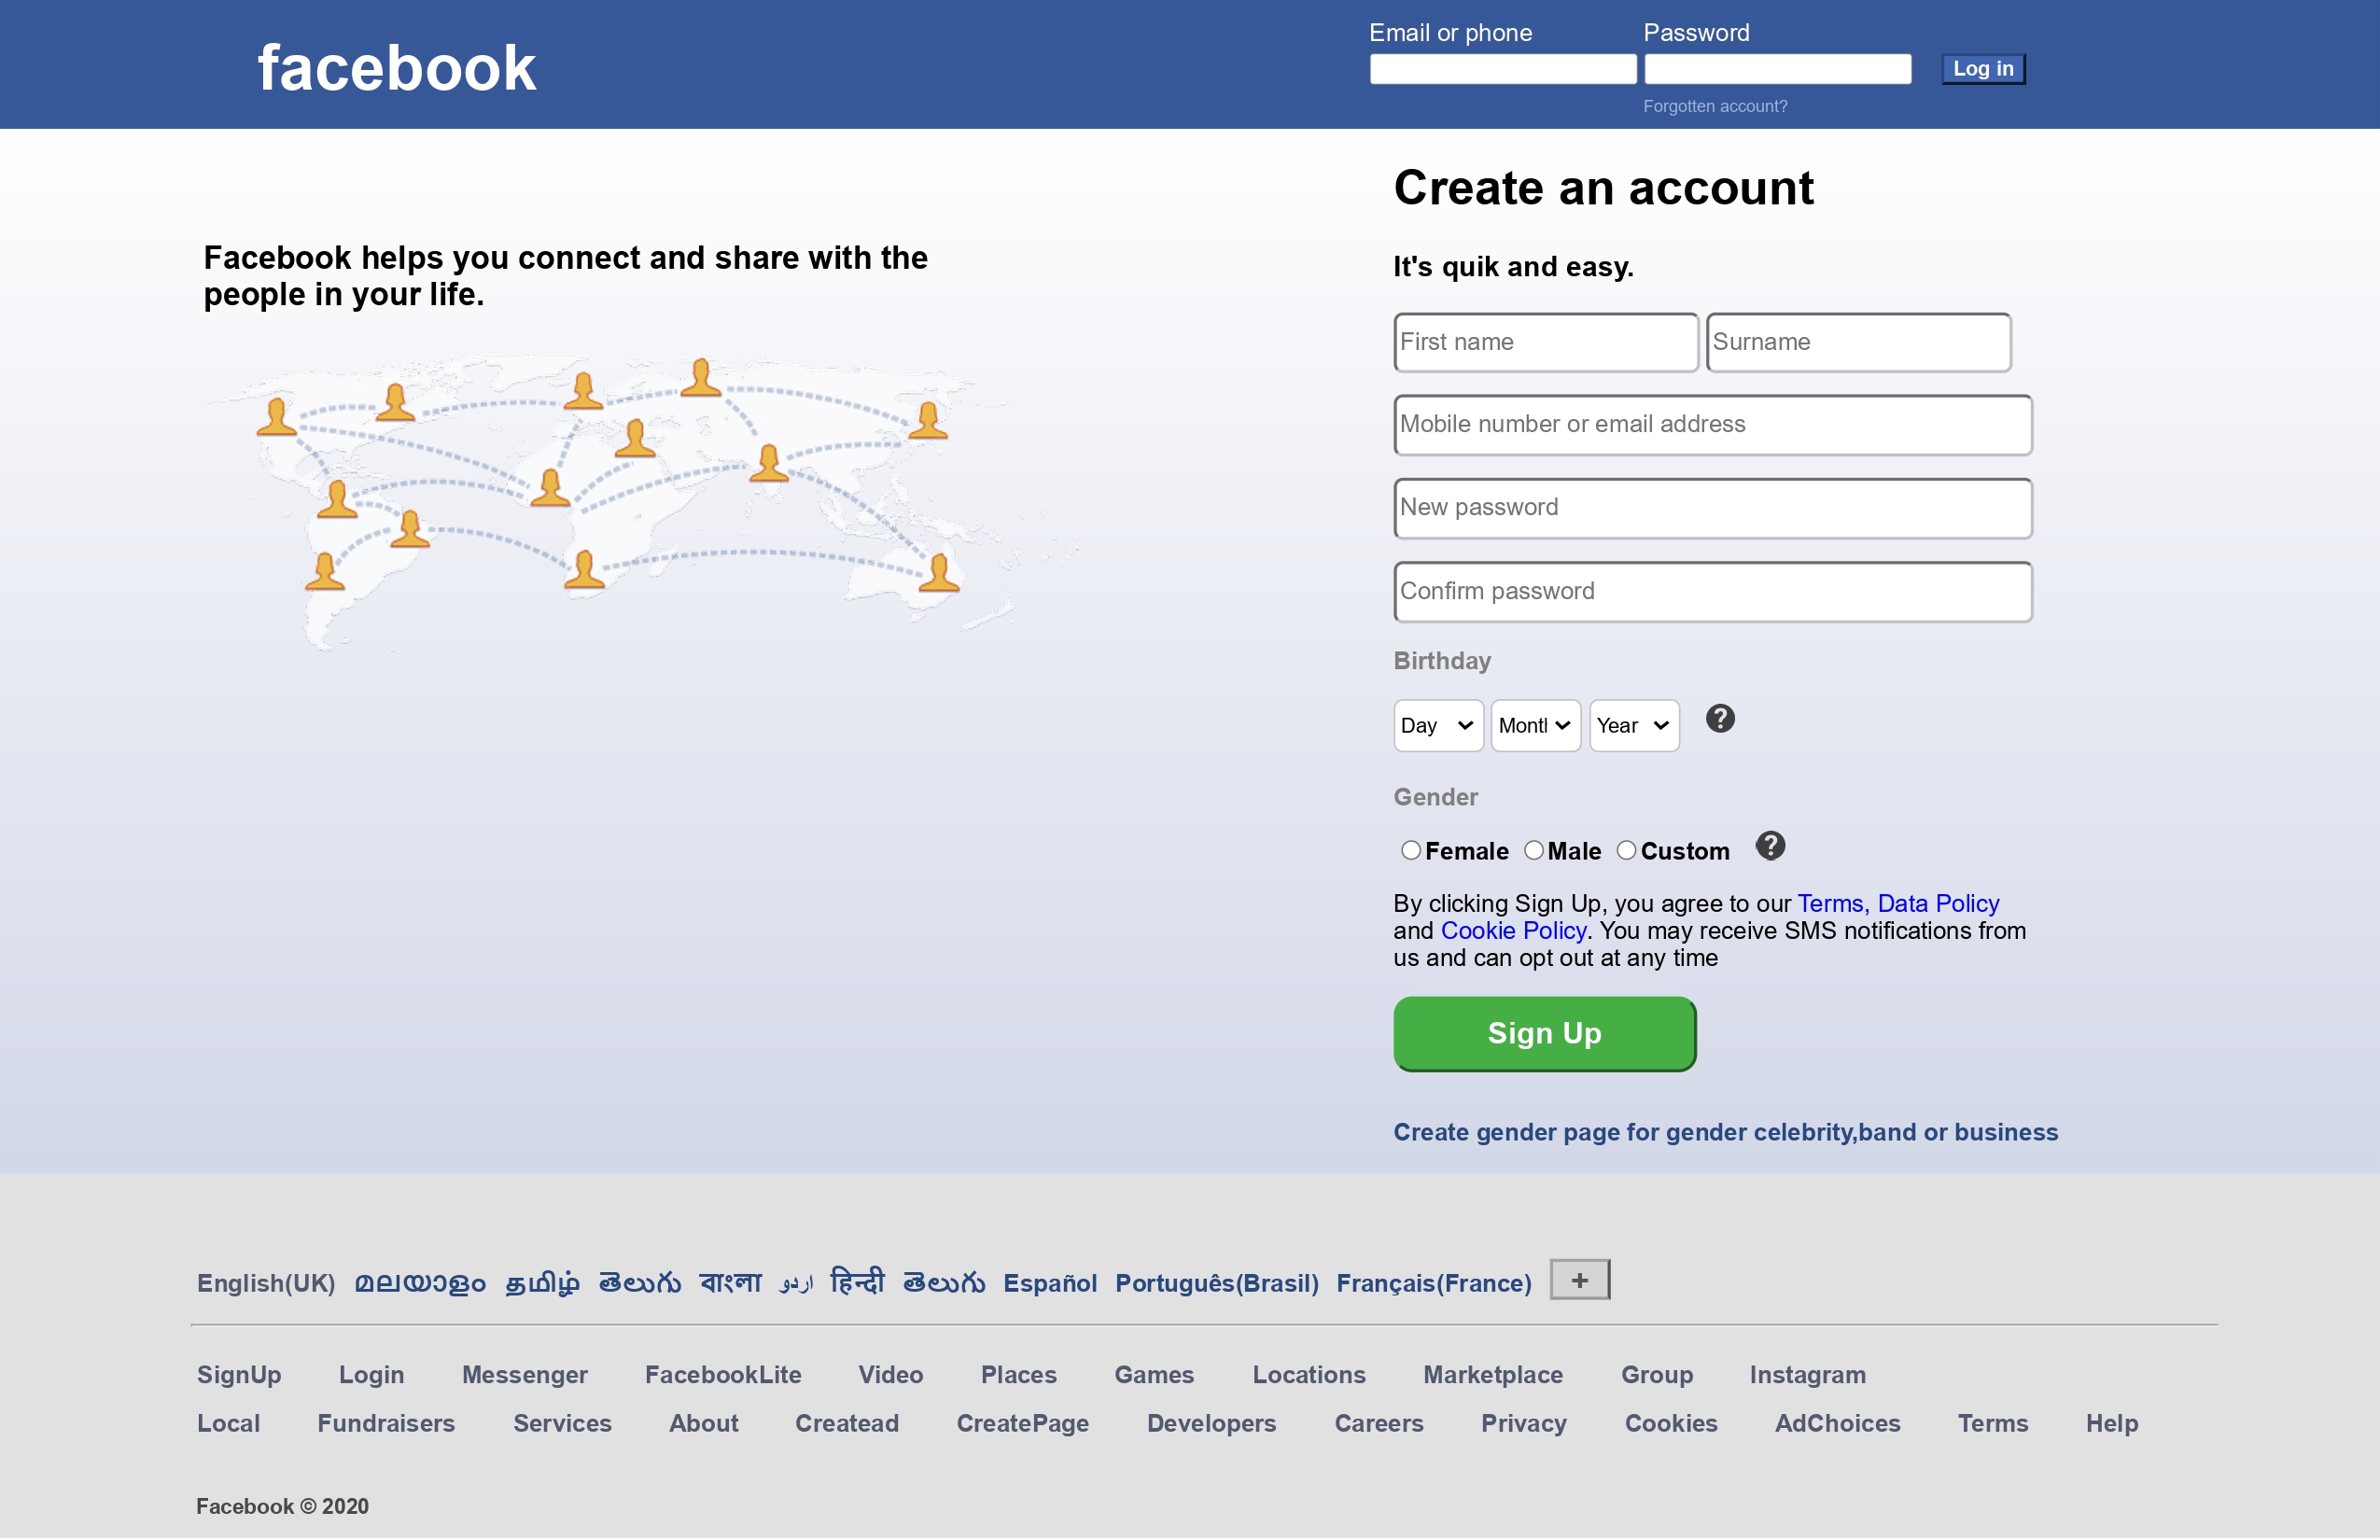 facebook
Email or phone Password
Log in
Forgotten account?
Create an account
Facebook helps you connect and share with the
people in your life.
It's quik and easy.
First name Surname
Mobile number or email address
New password
Confirm password
Birthday
Day Month Year ?
Gender
Female Male Custom ?
By clicking Sign Up, you agree to our Terms, Data Policy
and Cookie Policy. You may receive SMS notifications from
us and can opt out at any time
Sign Up
Create gender page for gender celebrity,band or business
English(UK) മലയാളം தமிழ் తెలుగు বাংলা اردو हिन्दी తెలుగు Español Português(Brasil) Français(France) +
SignUp Login Messenger FacebookLite Video Places Games Locations Marketplace Group Instagram
Local Fundraisers Services About Createad CreatePage Developers Careers Privacy Cookies AdChoices Terms Help
Facebook © 2020